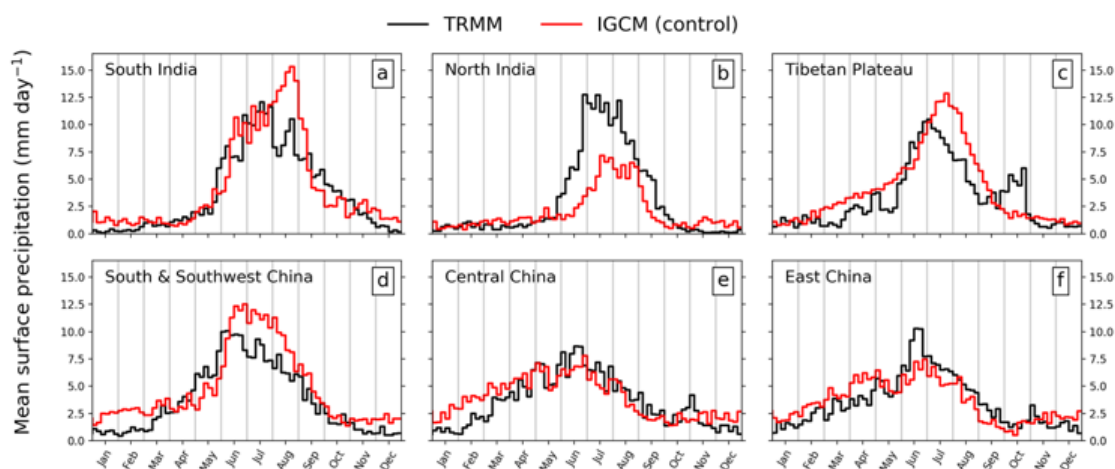 TRMM IGCM (control)
Mean surface precipitation (mm day⁻¹)
South India a
North India b
Tibetan Plateau c
15.0 15.0
12.5 12.5
10.0 10.0
7.5 7.5
5.0 5.0
2.5 2.5
0.0 0.0
South & Southwest China d
Central China e
East China f
15.0 15.0
12.5 12.5
10.0 10.0
7.5 7.5
5.0 5.0
2.5 2.5
0.0 0.0
Jan Feb Mar Apr May Jun Jul Aug Sep Oct Nov Dec
Jan Feb Mar Apr May Jun Jul Aug Sep Oct Nov Dec
Jan Feb Mar Apr May Jun Jul Aug Sep Oct Nov Dec